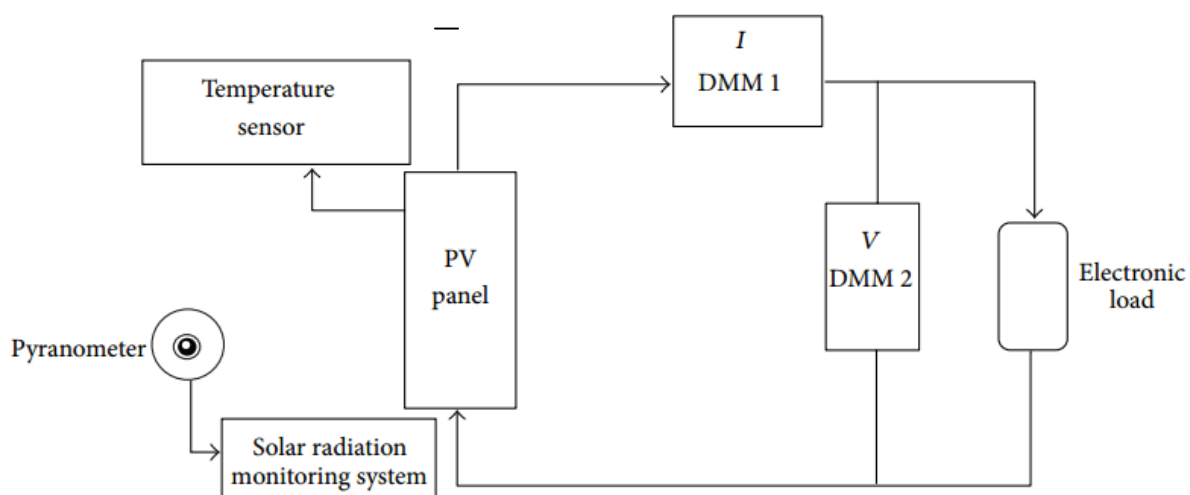 I
DMM 1
Temperature
sensor
V
DMM 2
PV
panel
Electronic
load
Pyranometer
Solar radiation
monitoring system